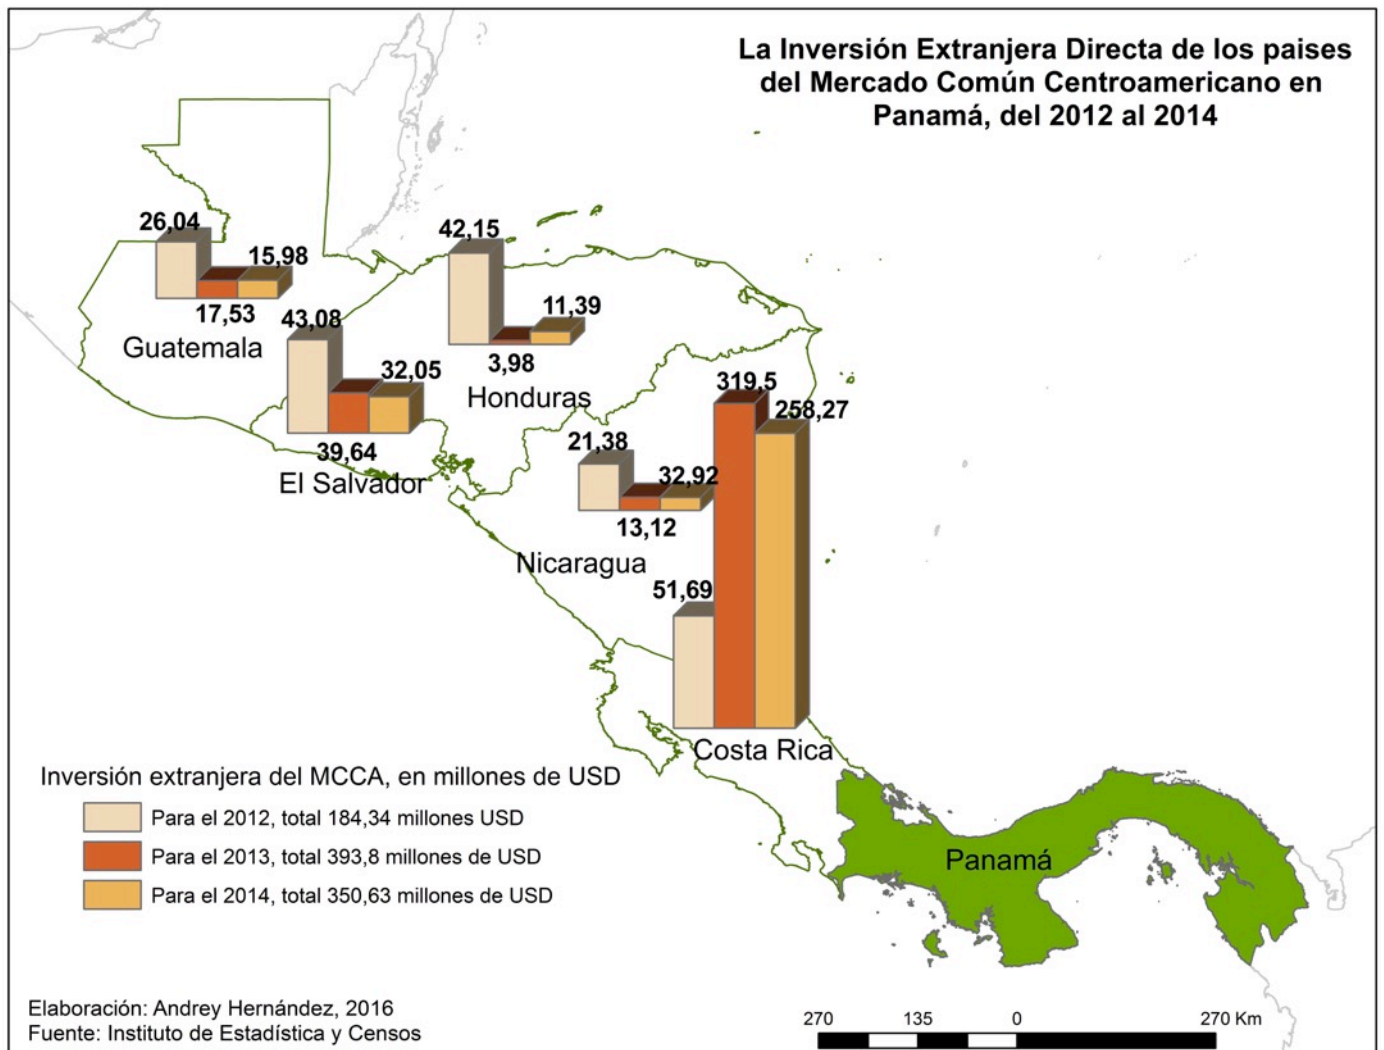 La Inversión Extranjera Directa de los paises
del Mercado Común Centroamericano en
Panamá, del 2012 al 2014
26,04
15,98
17,53
Guatemala
42,15
11,39
3,98
Honduras
43,08
32,05
39,64
El Salvador
21,38
32,92
13,12
Nicaragua
319,5
258,27
51,69
Costa Rica
Panamá
Inversión extranjera del MCCA, en millones de USD
Para el 2012, total 184,34 millones USD
Para el 2013, total 393,8 millones de USD
Para el 2014, total 350,63 millones de USD
Elaboración: Andrey Hernández, 2016
Fuente: Instituto de Estadística y Censos
270 135 0 270 Km